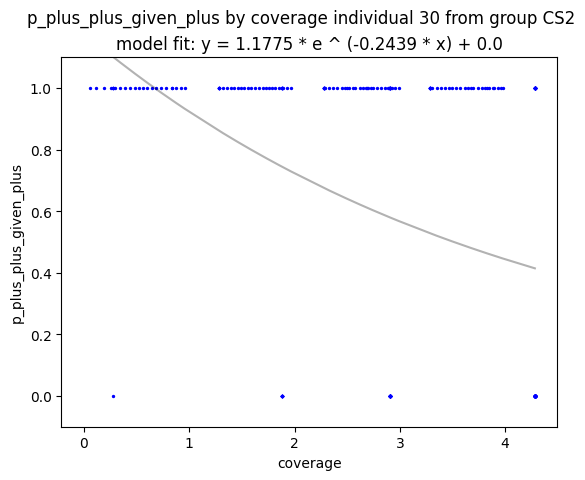 p_plus_plus_given_plus by coverage individual 30 from group CS2
model fit: y = 1.1775 * e ^ (-0.2439 * x) + 0.0
p_plus_plus_given_plus
1.0
0.8
0.6
0.4
0.2
0.0
0 1 2 3 4
coverage